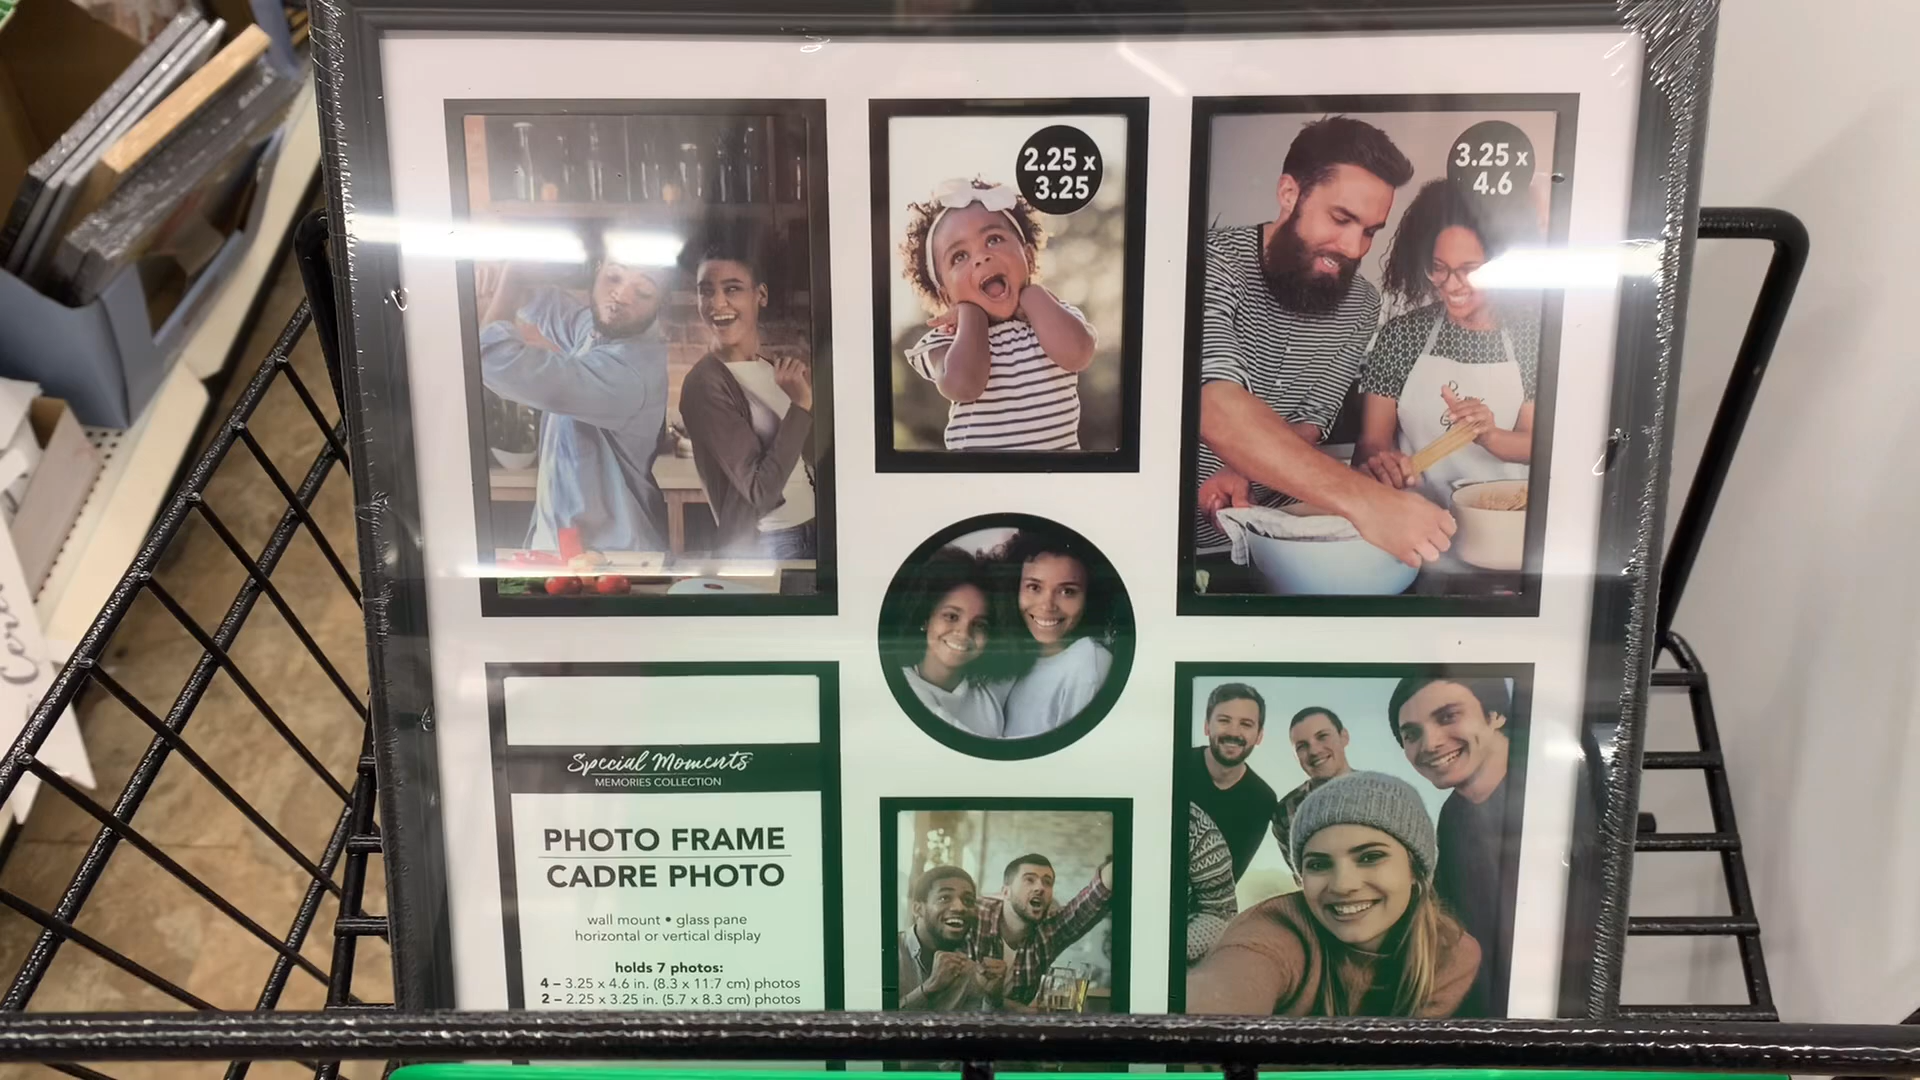 2.25 x
3.25
3.25 x
4.6
Special Moments
MEMORIES COLLECTION
PHOTO FRAME
CADRE PHOTO
wall mount • glass pane
horizontal or vertical display
holds 7 photos:
4 – 3.25 x 4.6 in. (8.3 x 11.7 cm) photos
2 – 2.25 x 3.25 in. (5.7 x 8.3 cm) photos